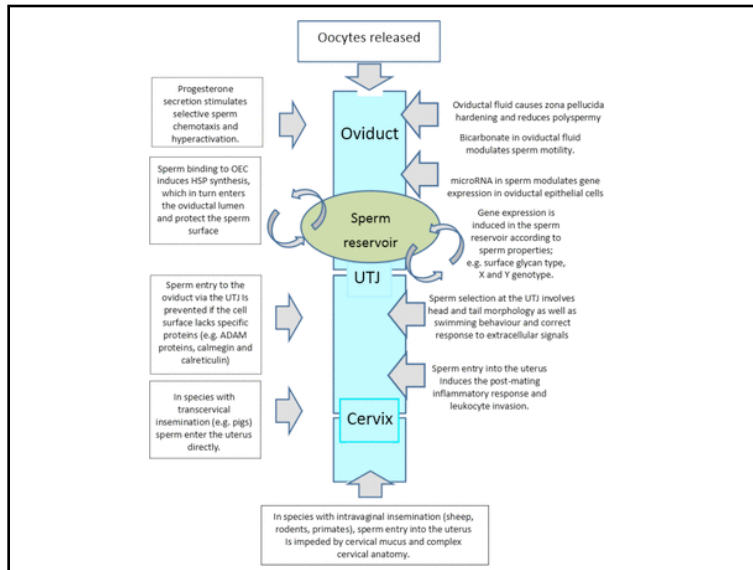 Oocytes released
Progesterone
secretion stimulates
selective sperm
chemotaxis and
hyperactivation.
Oviduct
Oviductal fluid causes zona pellucida
hardening and reduces polyspermy
Bicarbonate in oviductal fluid
modulates sperm motility.
Sperm binding to OEC
induces HSP synthesis,
which in turn enters
the oviductal lumen
and protect the sperm
surface
microRNA in sperm modulates gene
expression in oviductal epithelial cells
Sperm
reservoir
Gene expression is
induced in the sperm
reservoir according to
sperm properties;
e.g. surface glycan type,
X and Y genotype.
UTJ
Sperm entry to the
oviduct via the UTJ is
prevented if the cell
surface lacks specific
proteins (e.g. ADAM
proteins, calmegin and
calreticulin)
Sperm selection at the UTJ involves
head and tail morphology as well as
swimming behaviour and correct
response to extracellular signals
Sperm entry into the uterus
Induces the post-mating
inflammatory response and
leukocyte invasion.
In species with
transcervical
insemination (e.g. pigs)
sperm enter the uterus
directly.
Cervix
In species with intravaginal insemination (sheep,
rodents, primates), sperm entry into the uterus
Is impeded by cervical mucus and complex
cervical anatomy.